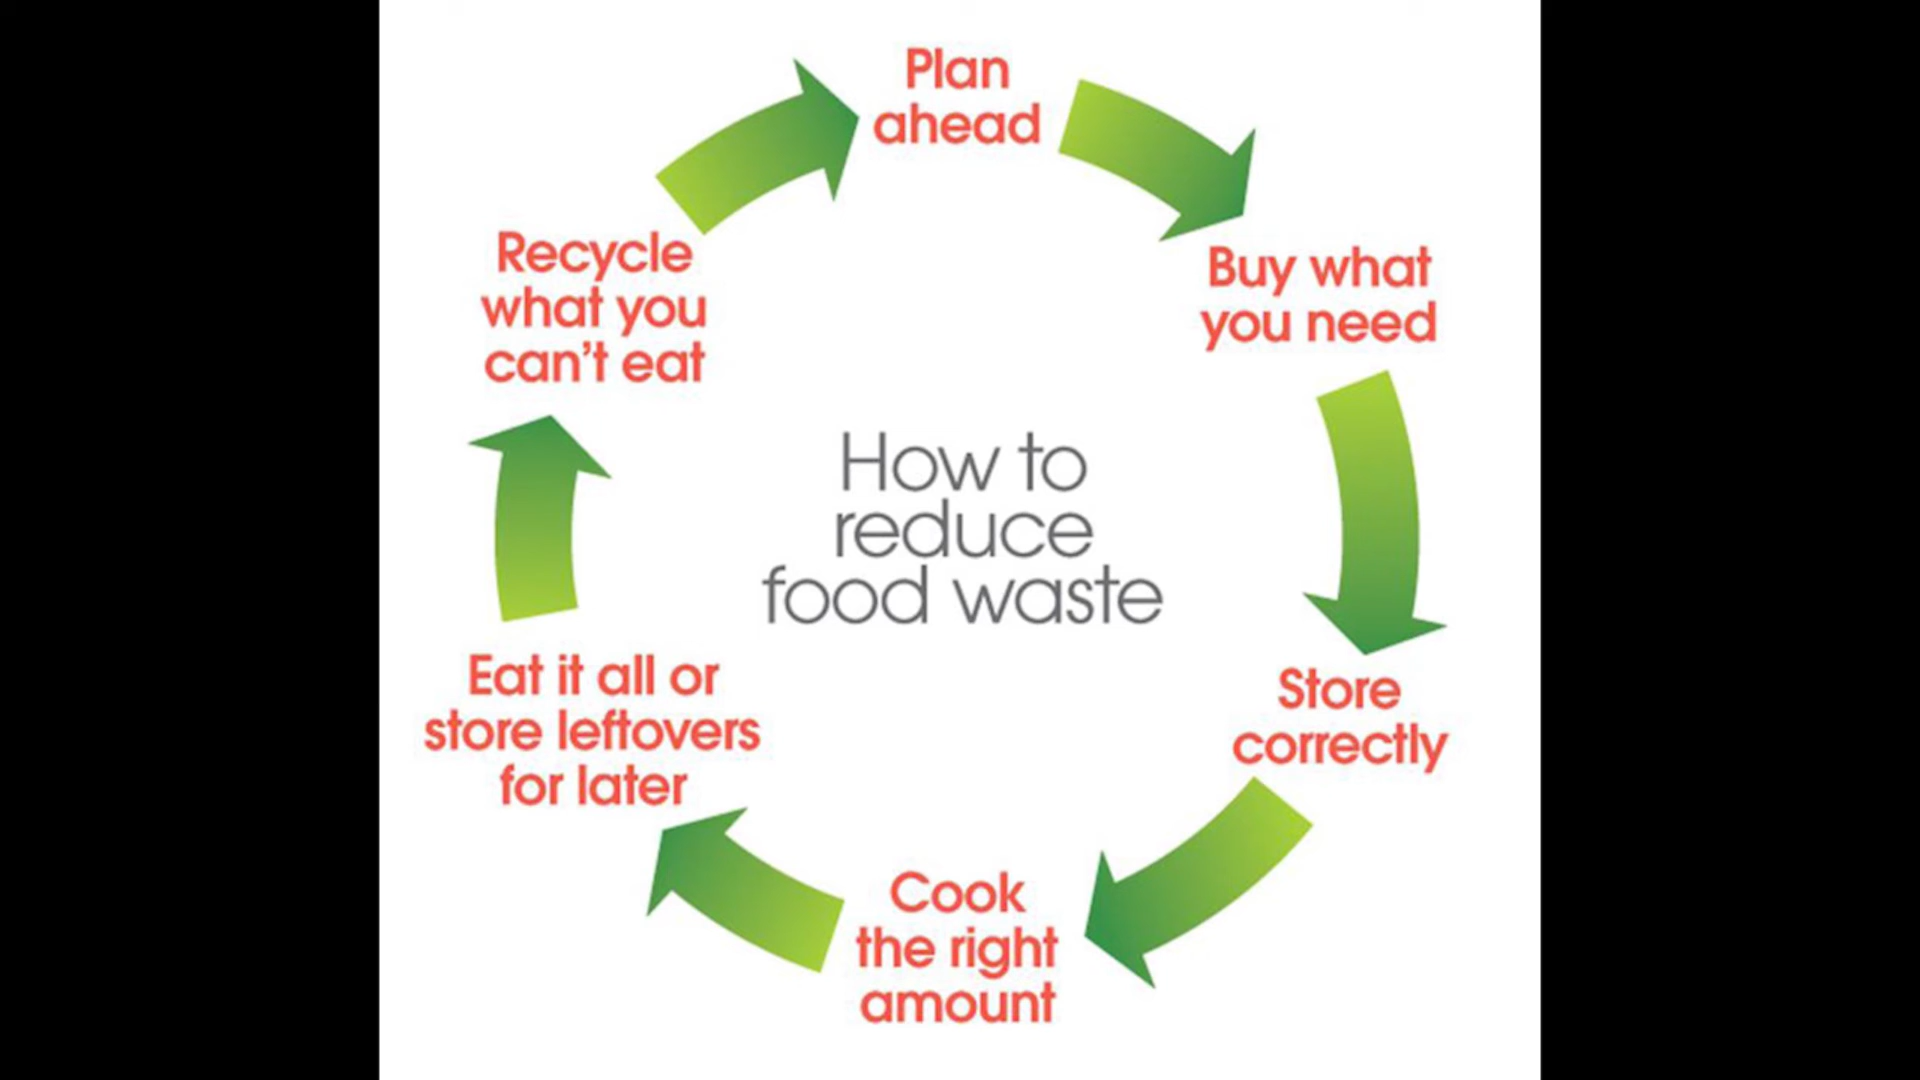 Plan
ahead
Buy what
you need
Store
correctly
Cook
the right
amount
Eat it all or
store leftovers
for later
Recycle
what you
can't eat
How to
reduce
food waste